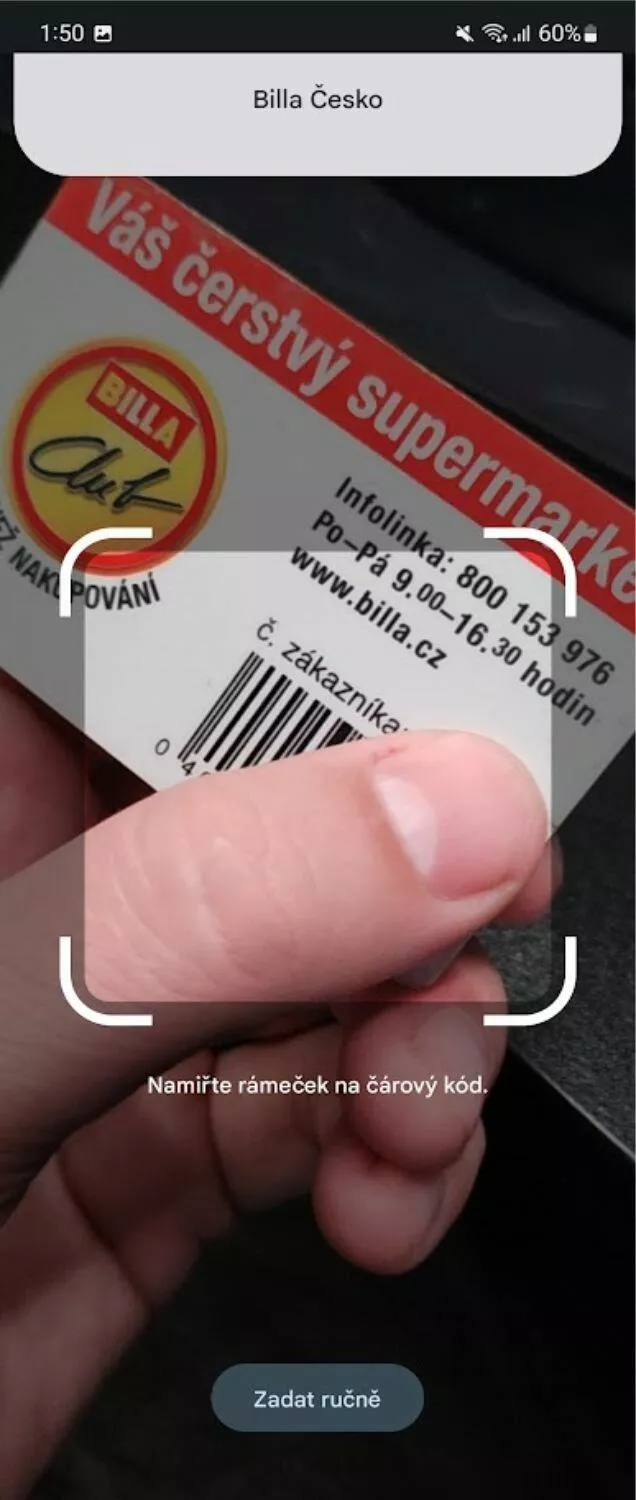 1:50
60%
Billa Česko
Váš čerstvý
BILLA
Club
NAKUPOVÁNÍ
Infolinka: 800 153 976
Po–Pá 9.00–16.30 hodin
www.billa.cz
č. zákazníka:
0
Namiřte rámeček na čárový kód.
Zadat ručně